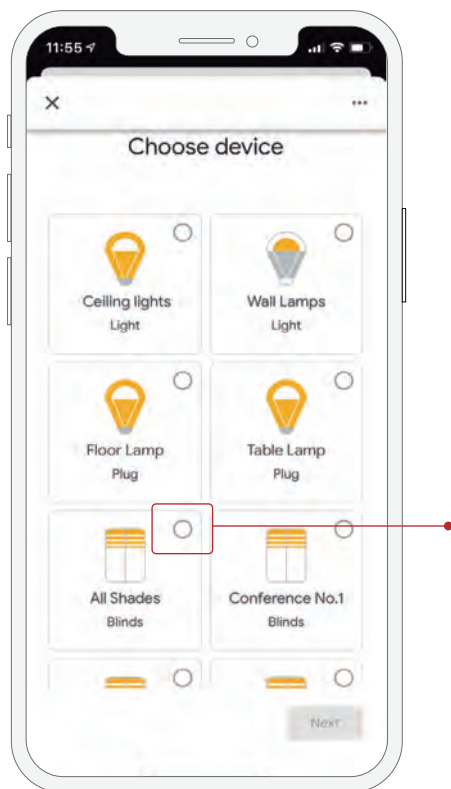 11:55
Choose device
Ceiling lights
Light
Wall Lamps
Light
Floor Lamp
Plug
Table Lamp
Plug
All Shades
Blinds
Conference No.1
Blinds
Next